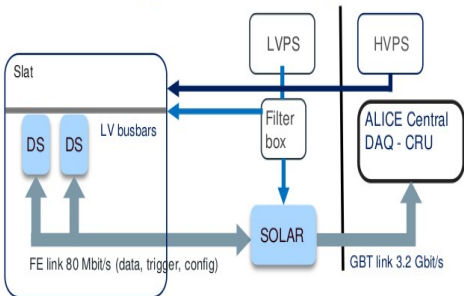 LVPS
HVPS
Slat
LV busbars
Filter
box
ALICE Central
DAQ - CRU
DS
DS
SOLAR
FE link 80 Mbit/s (data, trigger, config)
GBT link 3.2 Gbit/s